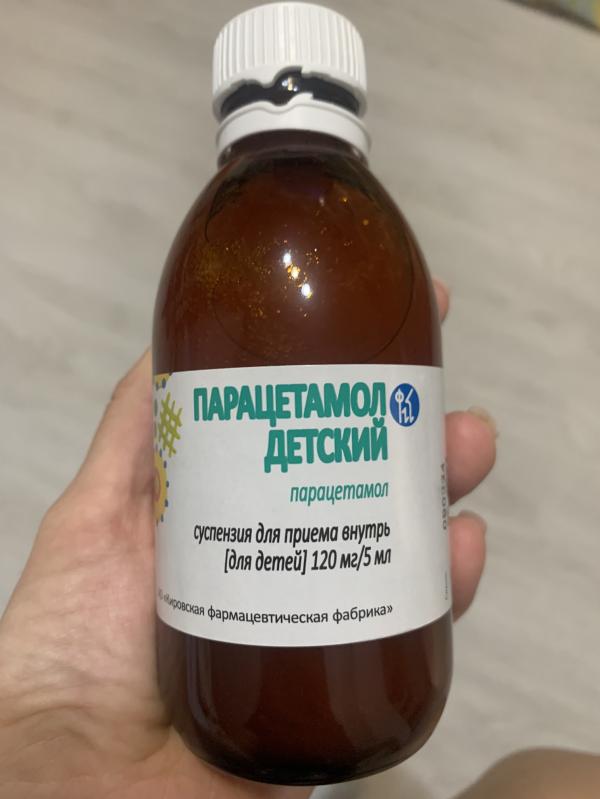 ПАРАЦЕТАМОЛ
ДЕТСКИЙ
парацетамол
суспензия для приема внутрь
[для детей] 120 мг/5 мл
«Кировская фармацевтическая фабрика»